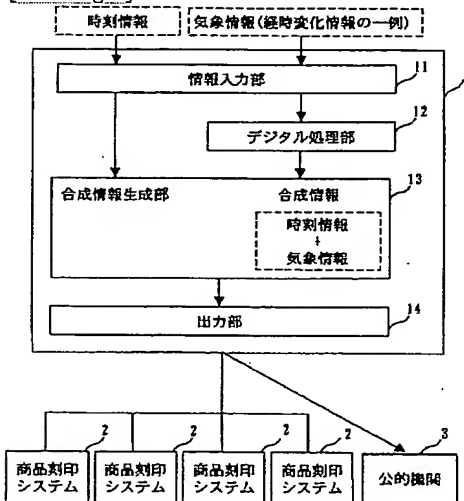 時刻情報
気象情報(経時変化情報の一例)
情報入力部
11
デジタル処理部
12
合成情報生成部
合成情報
13
時刻情報
+
気象情報
出力部
14
2
2
2
2
3
商品刻印
システム
商品刻印
システム
商品刻印
システム
商品刻印
システム
公的機関